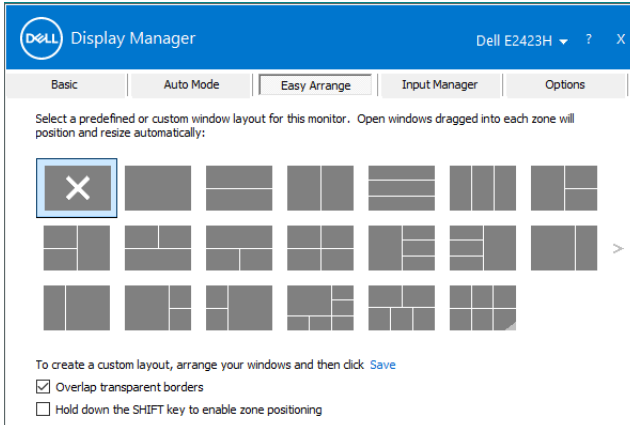 DELL Display Manager
Dell E2423H ? X
Basic Auto Mode Easy Arrange Input Manager Options
Select a predefined or custom window layout for this monitor. Open windows dragged into each zone will
position and resize automatically:
>
To create a custom layout, arrange your windows and then click Save
Overlap transparent borders
Hold down the SHIFT key to enable zone positioning